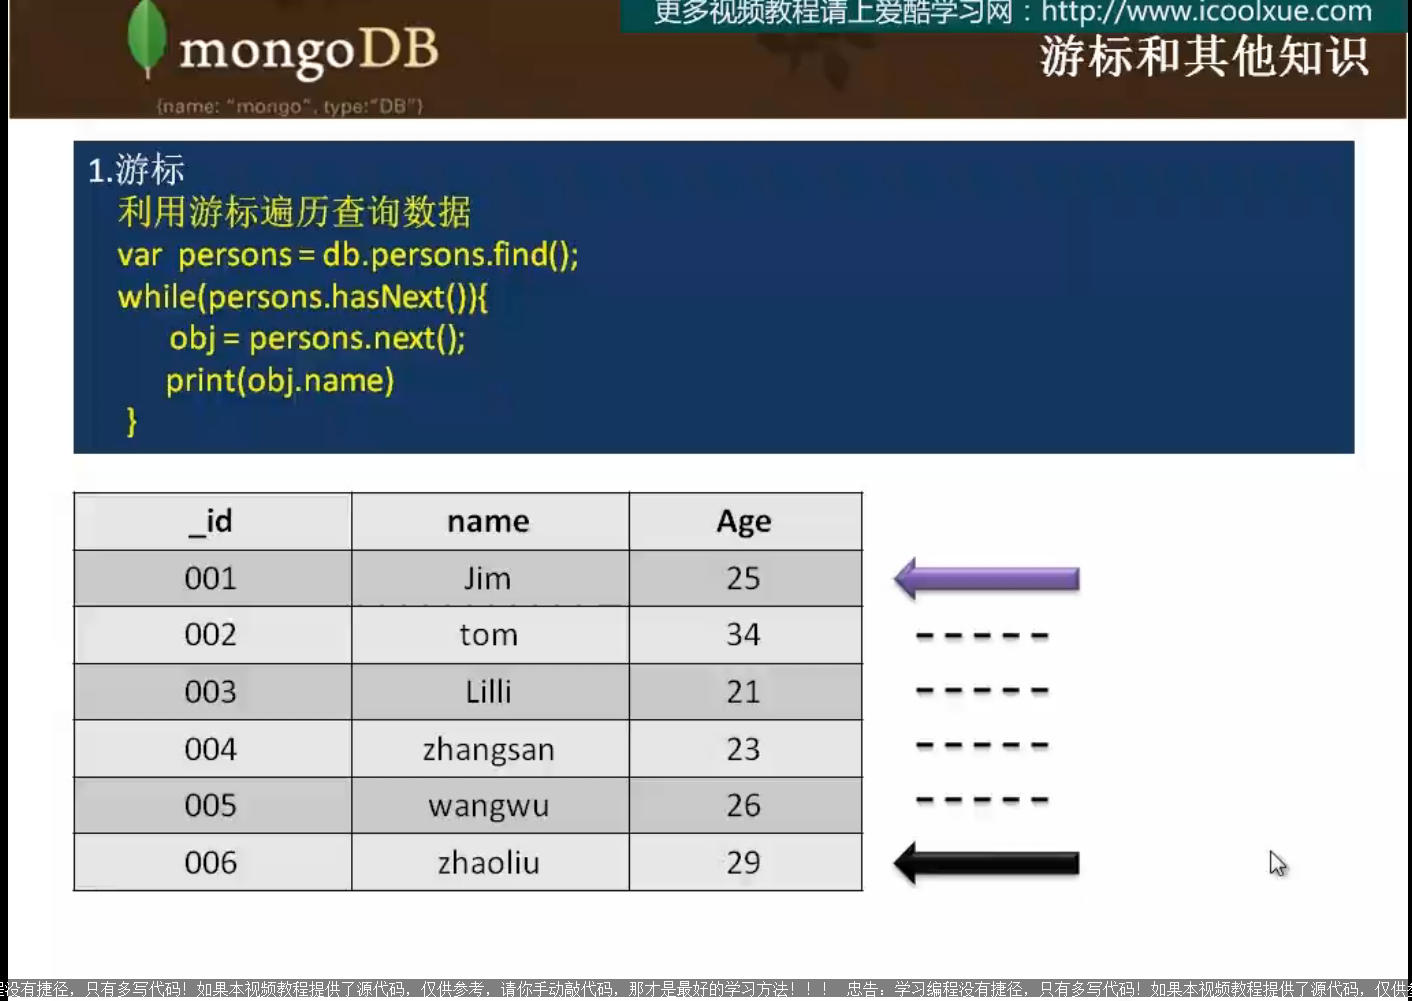 更多视频教程请上爱酷学习网：http://www.icoolxue.com
mongoDB
游标和其他知识
{name: “mongo”, type:“DB”}
1.游标
利用游标遍历查询数据
var persons = db.persons.find();
while(persons.hasNext()){
obj = persons.next();
print(obj.name)
}
_id name Age
001 Jim 25
002 tom 34
003 Lilli 21
004 zhangsan 23
005 wangwu 26
006 zhaoliu 29
没有捷径，只有多写代码！如果本视频教程提供了源代码，仅供参考，请你手动敲代码，那才是最好的学习方法！！！ 忠告：学习编程没有捷径，只有多写代码！如果本视频教程提供了源代码，仅供